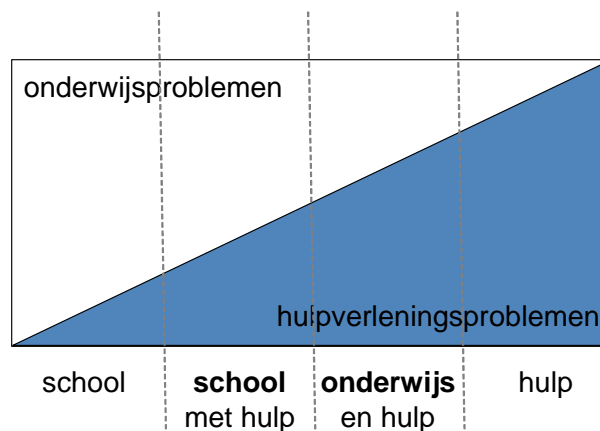 onderwijsproblemen
hulpverleningsproblemen
school
school
met hulp
onderwijs
en hulp
hulp